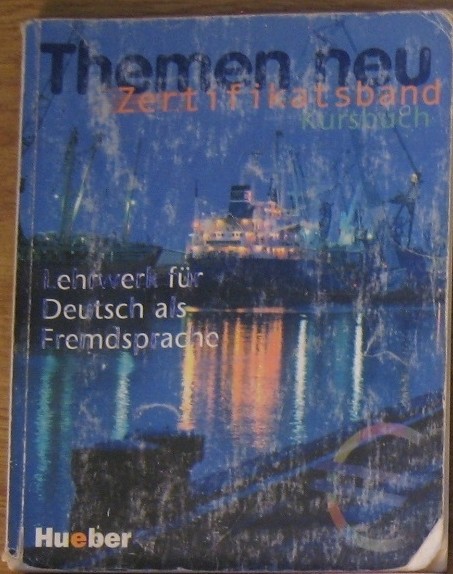 Themen neu
Zertifikatsband
Kursbuch
Lehrwerk für
Deutsch als
Fremdsprache
Hueber